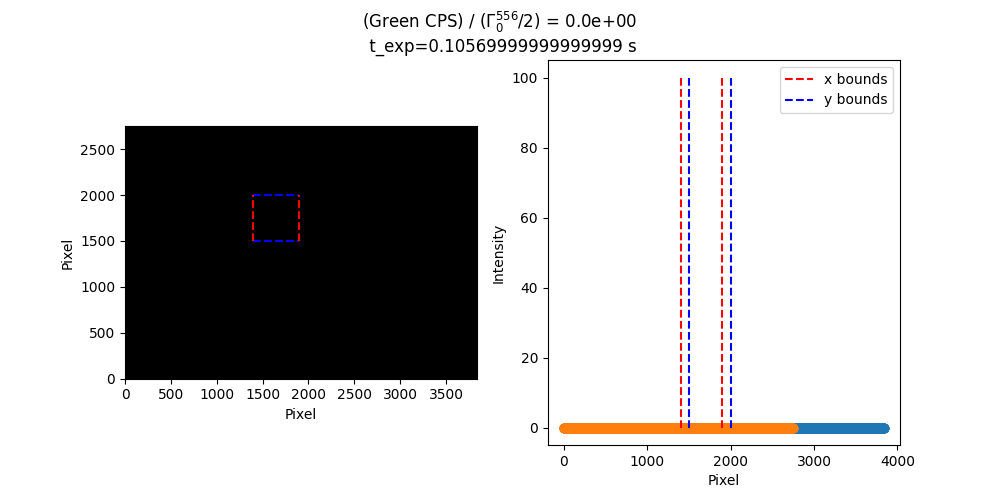 (Green CPS) / (Γ₀⁵⁵⁶/2) = 0.0e+00
t_exp=0.10569999999999999 s
2500
2000
1500
1000
500
0
Pixel
0 500 1000 1500 2000 2500 3000 3500
Pixel
100
80
60
40
20
0
Intensity
x bounds
y bounds
0 1000 2000 3000 4000
Pixel